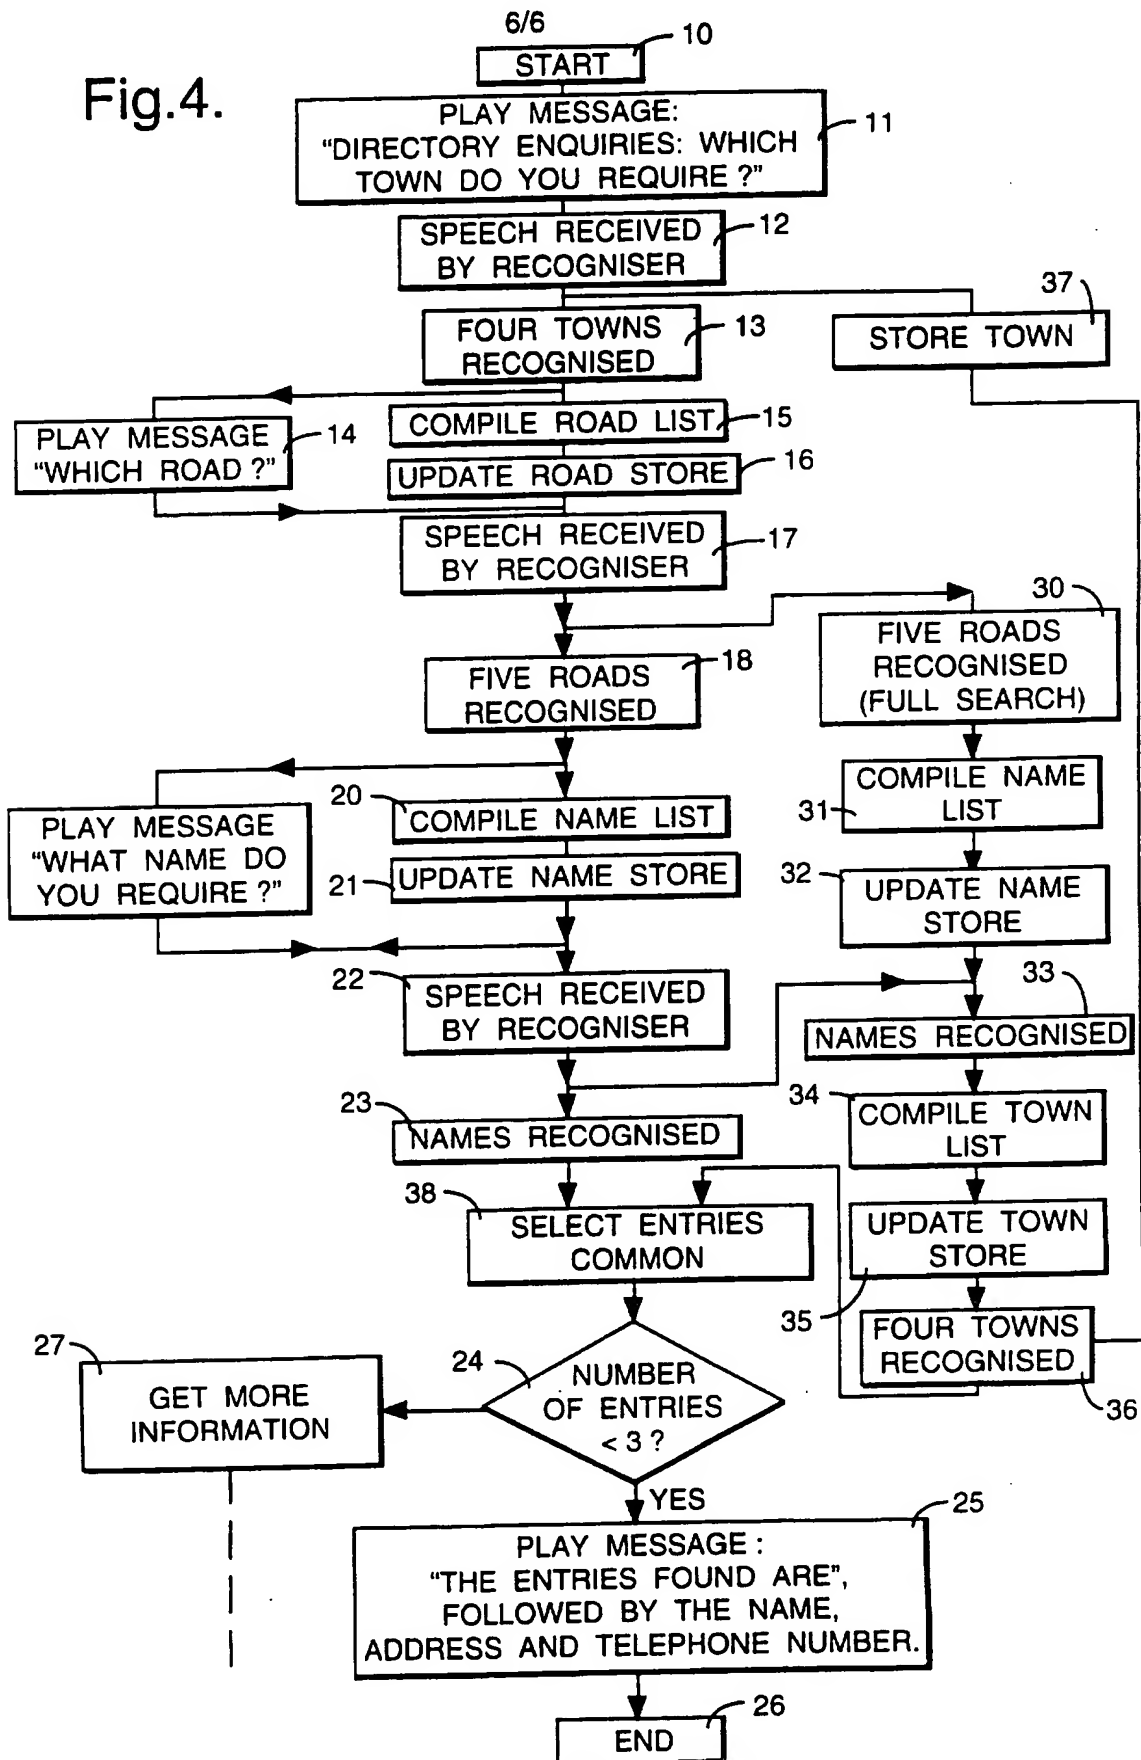 6/6
Fig.4.
10
START
PLAY MESSAGE:
"DIRECTORY ENQUIRIES: WHICH
TOWN DO YOU REQUIRE ?"
11
SPEECH RECEIVED
BY RECOGNISER
12
FOUR TOWNS
RECOGNISED
13
37
STORE TOWN
PLAY MESSAGE
"WHICH ROAD ?"
14
COMPILE ROAD LIST
15
UPDATE ROAD STORE
16
SPEECH RECEIVED
BY RECOGNISER
17
FIVE ROADS
RECOGNISED
18
30
FIVE ROADS
RECOGNISED
(FULL SEARCH)
COMPILE NAME
LIST
31
20
COMPILE NAME LIST
PLAY MESSAGE
"WHAT NAME DO
YOU REQUIRE ?"
21
UPDATE NAME STORE
32
UPDATE NAME
STORE
22
SPEECH RECEIVED
BY RECOGNISER
33
NAMES RECOGNISED
23
NAMES RECOGNISED
34
COMPILE TOWN
LIST
38
SELECT ENTRIES
COMMON
UPDATE TOWN
STORE
35
FOUR TOWNS
RECOGNISED
36
27
GET MORE
INFORMATION
24
NUMBER
OF ENTRIES
< 3 ?
YES
25
PLAY MESSAGE :
"THE ENTRIES FOUND ARE",
FOLLOWED BY THE NAME,
ADDRESS AND TELEPHONE NUMBER.
26
END